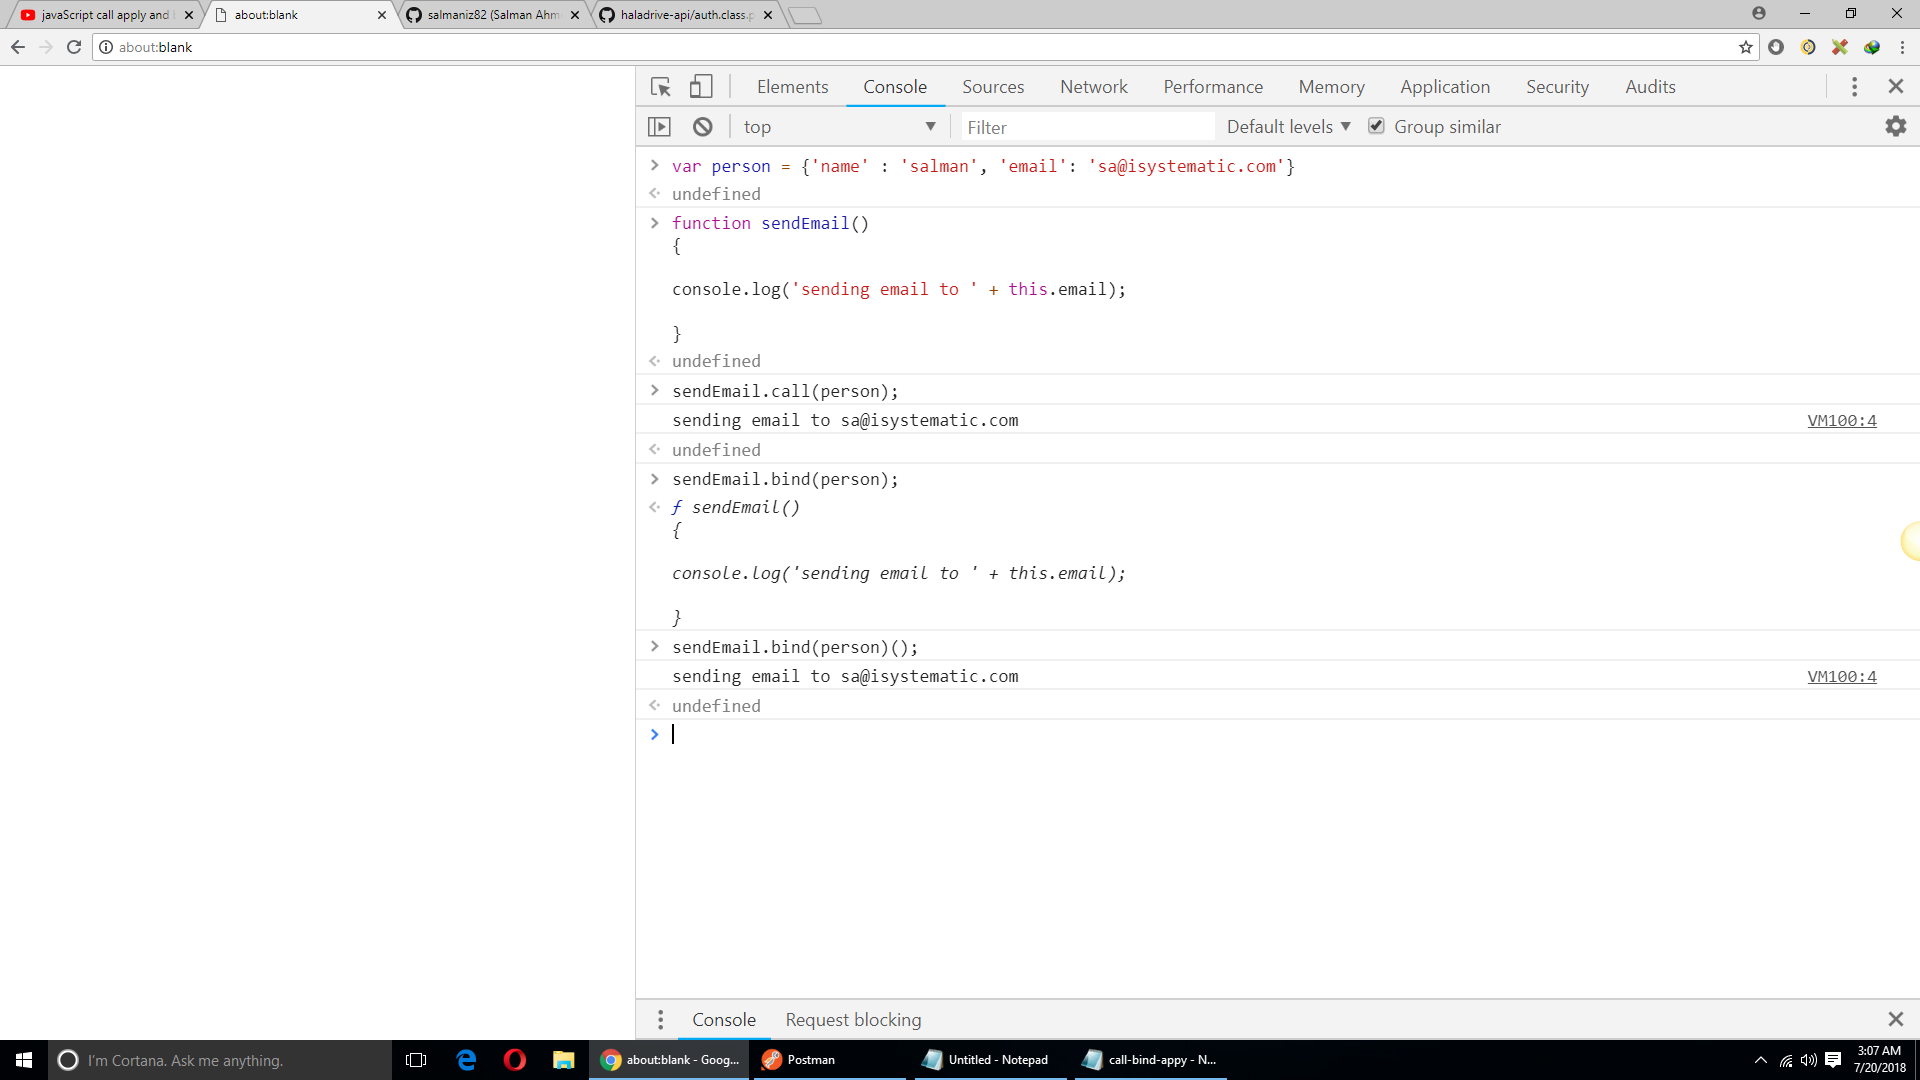 javaScript call apply and
about:blank
salmaniz82 (Salman Ahm
haladrive-api/auth.class.p
about:blank
Elements Console Sources Network Performance Memory Application Security Audits
top Filter Default levels Group similar
> var person = {'name' : 'salman', 'email': 'sa@isystematic.com'}
undefined
> function sendEmail()
{
console.log('sending email to ' + this.email);
}
undefined
> sendEmail.call(person);
sending email to sa@isystematic.com VM100:4
undefined
> sendEmail.bind(person);
ƒ sendEmail()
{
console.log('sending email to ' + this.email);
}
> sendEmail.bind(person)();
sending email to sa@isystematic.com VM100:4
undefined
>
Console Request blocking
I'm Cortana. Ask me anything.
about:blank - Goog...
Postman
Untitled - Notepad
call-bind-appy - N...
3:07 AM
7/20/2018